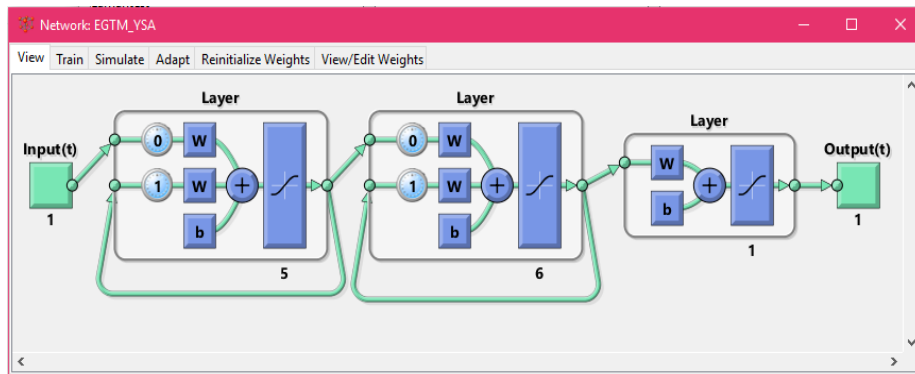 Network: EGTM_YSA
View Train Simulate Adapt Reinitialize Weights View/Edit Weights
Layer Layer Layer
Input(t) Output(t)
0 W 0 W W
1 W 1 W b
b b
1 5 6 1 1